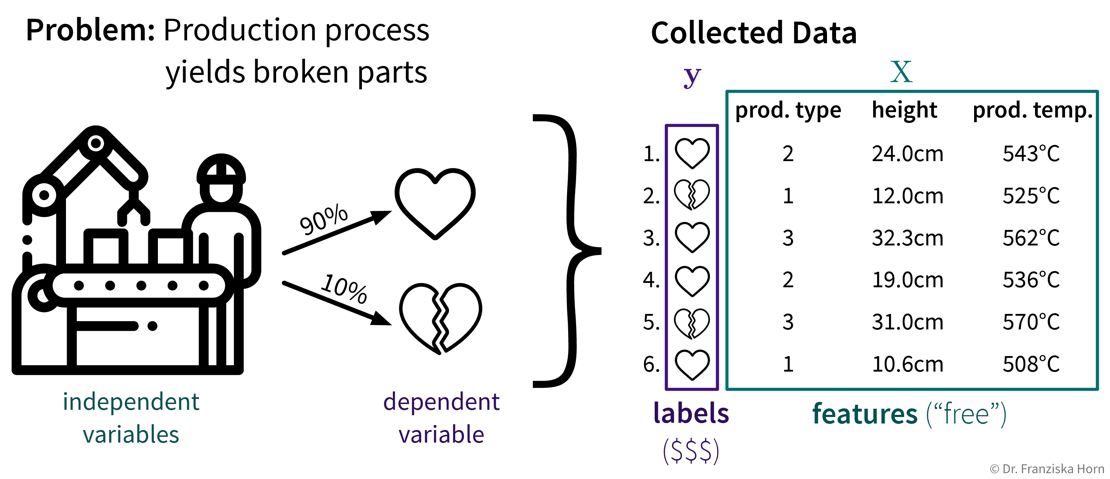 Problem: Production process
yields broken parts
90%
10%
independent
variables
dependent
variable
Collected Data
y
X
prod. type height prod. temp.
1. 2 24.0cm 543°C
2. 1 12.0cm 525°C
3. 3 32.3cm 562°C
4. 2 19.0cm 536°C
5. 3 31.0cm 570°C
6. 1 10.6cm 508°C
labels
($$$)
features (“free”)
© Dr. Franziska Horn